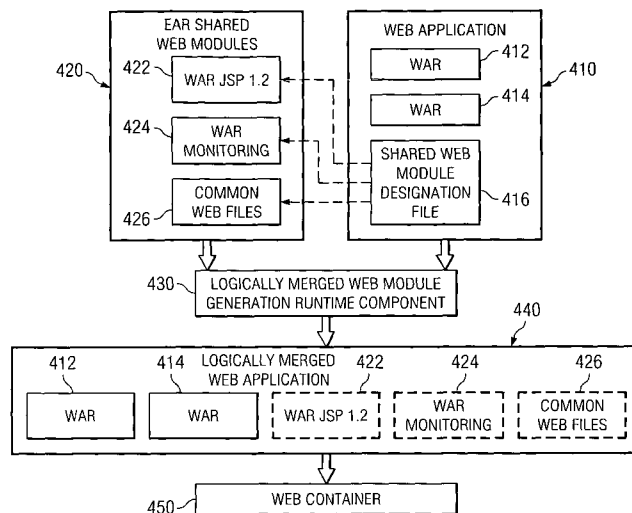 EAR SHARED
WEB MODULES
420
422
WAR JSP 1.2
424
WAR
MONITORING
426
COMMON
WEB FILES
WEB APPLICATION
412
WAR
410
414
WAR
SHARED WEB
MODULE
DESIGNATION
FILE
416
430
LOGICALLY MERGED WEB MODULE
GENERATION RUNTIME COMPONENT
440
LOGICALLY MERGED
WEB APPLICATION
412
WAR
414
WAR
422
WAR JSP 1.2
424
WAR
MONITORING
426
COMMON
WEB FILES
450
WEB CONTAINER